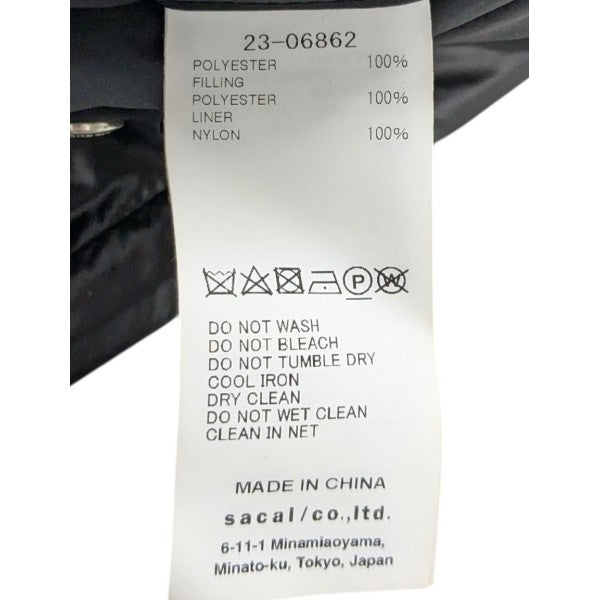 23-06862
POLYESTER 100%
FILLING
POLYESTER 100%
LINER
NYLON 100%
P W
DO NOT WASH
DO NOT BLEACH
DO NOT TUMBLE DRY
COOL IRON
DRY CLEAN
DO NOT WET CLEAN
CLEAN IN NET
MADE IN CHINA
sacai/co.,ltd.
6-11-1 Minamiaoyama,
Minato-ku, Tokyo, Japan